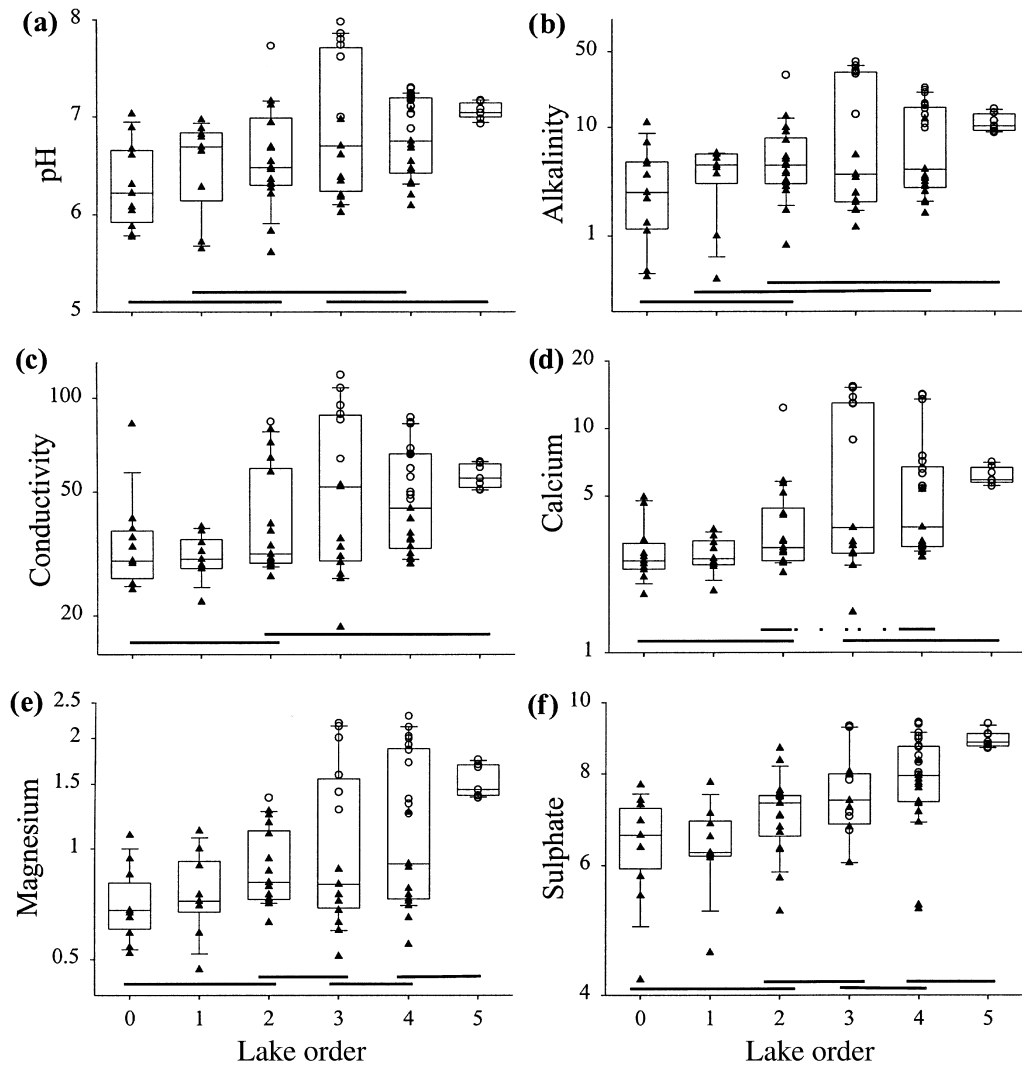 (a)
8
7
6
5
pH
(b)
50
10
1
Alkalinity
(c)
100
50
20
Conductivity
(d)
20
10
5
1
Calcium
(e)
2.5
2
1.5
1
0.5
Magnesium
0 1 2 3 4 5
Lake order
(f)
10
8
6
4
Sulphate
0 1 2 3 4 5
Lake order